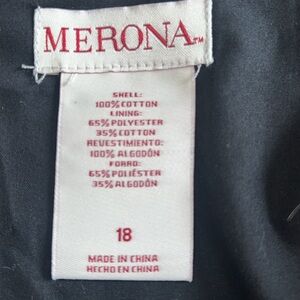 MERONA™
SHELL:
100% COTTON
LINING:
65% POLYESTER
35% COTTON
REVESTIMIENTO:
100% ALGODÓN
FORRO:
65% POLIÉSTER
35% ALGODÓN
18
MADE IN CHINA
HECHO EN CHINA